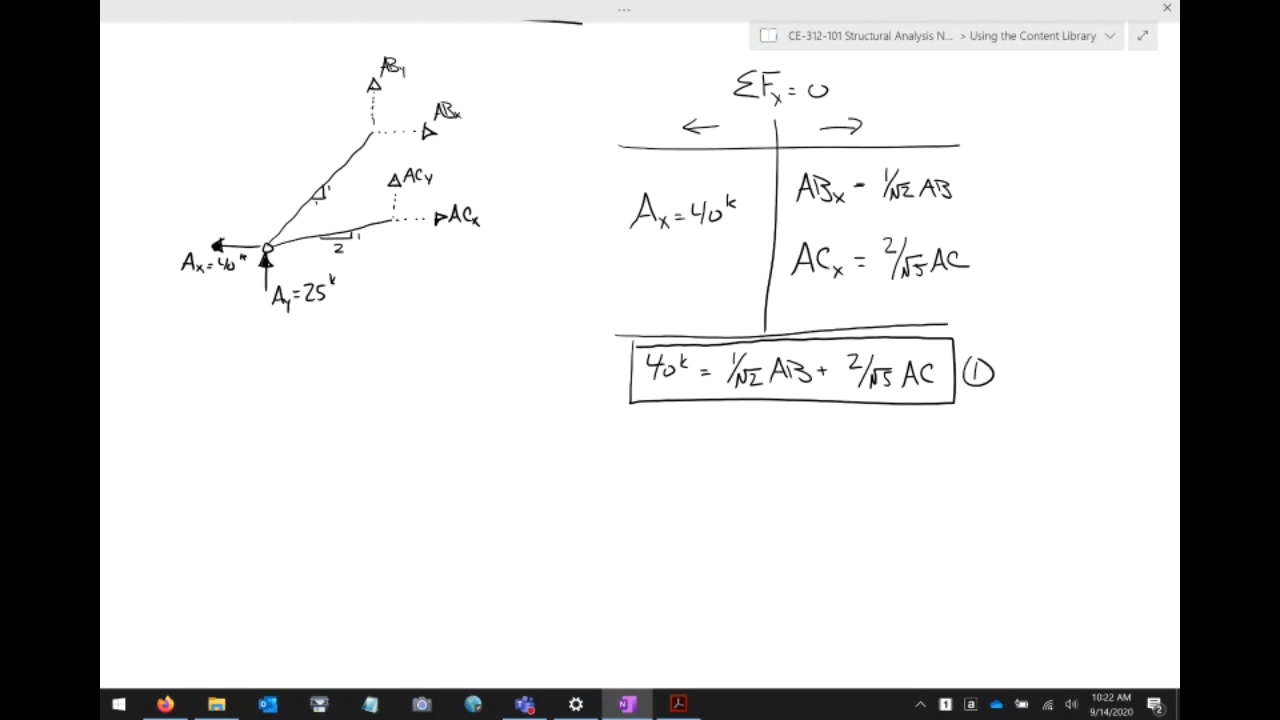 ...
CE-312-101 Structural Analysis N... > Using the Content Library
ABy
ABx
1
ACy
ACx
1
2
Ax=40k
Ay=25k
ΣFx=0
← →
Ax=40k
ABx = 1/√2 AB
ACx = 2/√5 AC
40k = 1/√2 AB + 2/√5 AC ①
10:22 AM
9/14/2020
2